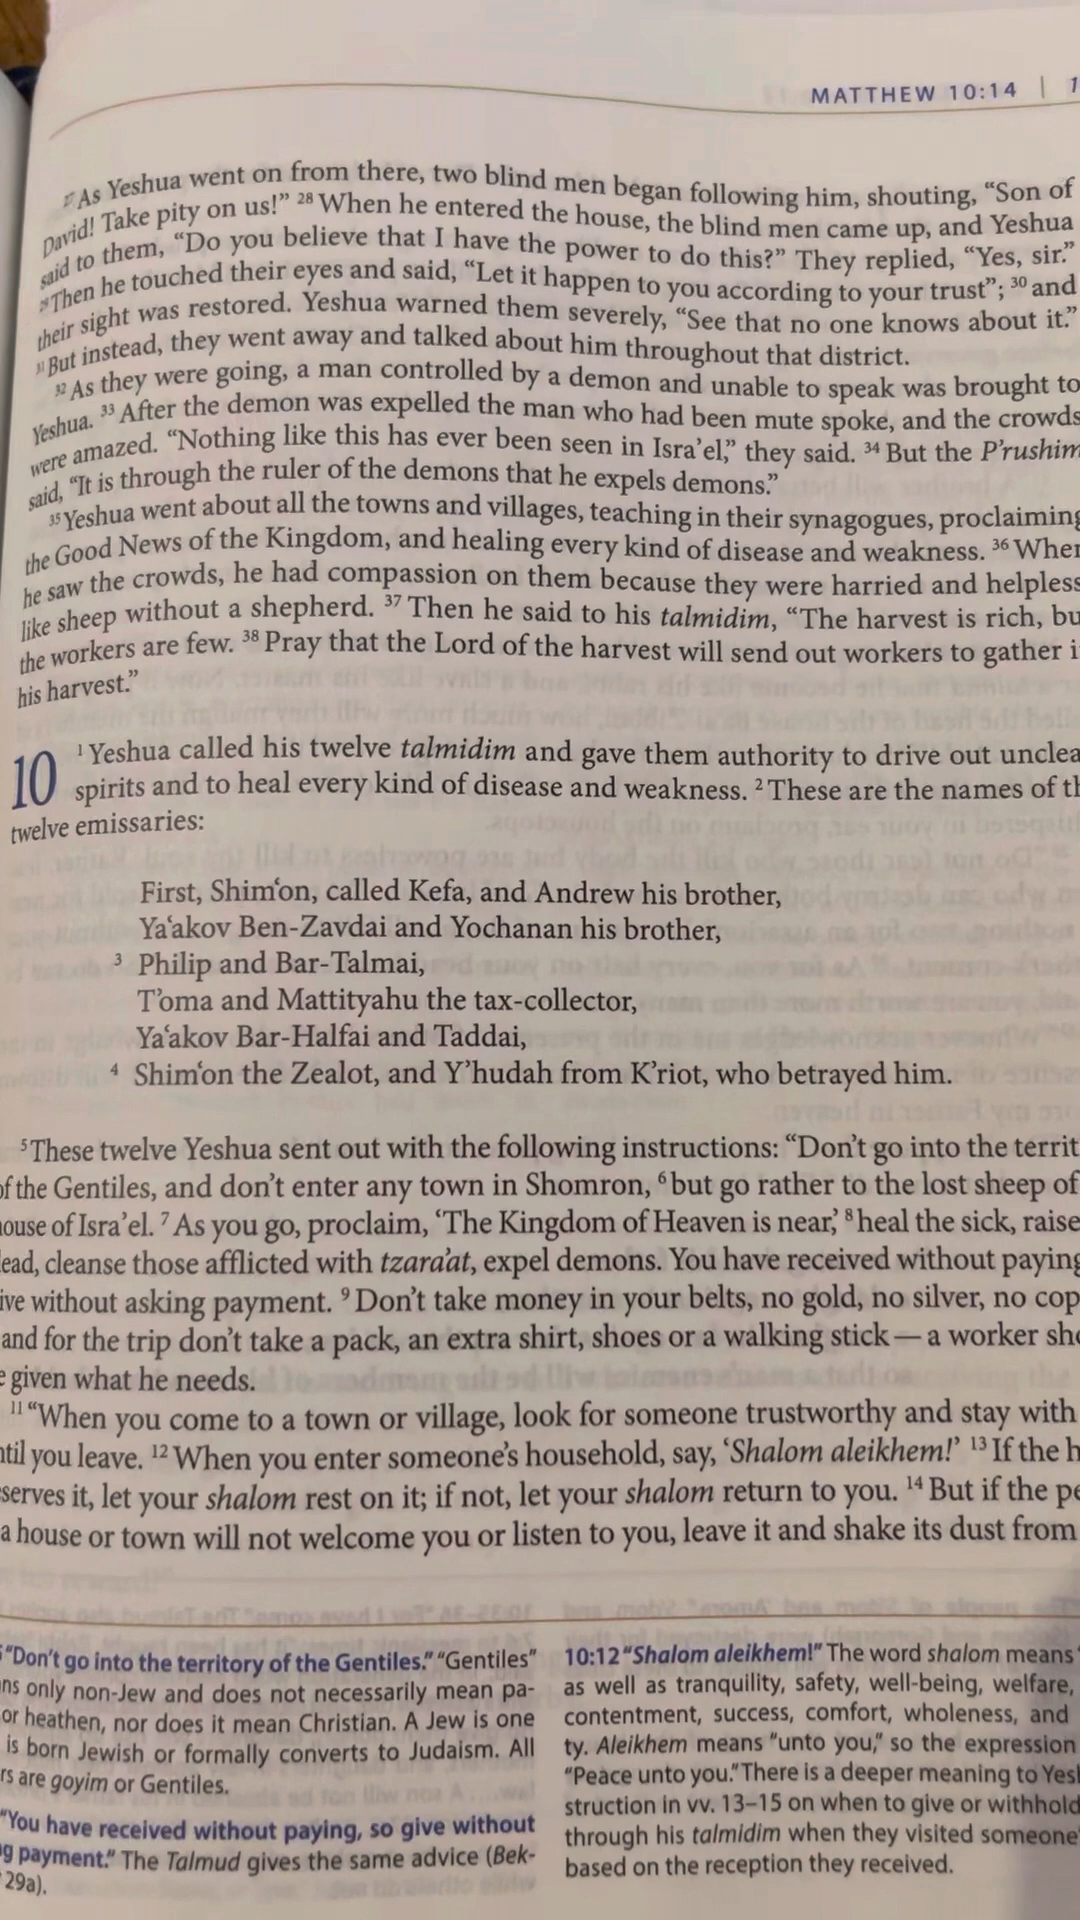 MATTHEW 10:14 |
27 As Yeshua went on from there, two blind men began following him, shouting, “Son of
David! Take pity on us!” 28 When he entered the house, the blind men came up, and Yeshua
said to them, “Do you believe that I have the power to do this?” They replied, “Yes, sir.”
29 Then he touched their eyes and said, “Let it happen to you according to your trust”; 30 and
their sight was restored. Yeshua warned them severely, “See that no one knows about it.”
31 But instead, they went away and talked about him throughout that district.
32 As they were going, a man controlled by a demon and unable to speak was brought to
Yeshua. 33 After the demon was expelled the man who had been mute spoke, and the crowds
were amazed. “Nothing like this has ever been seen in Isra’el,” they said. 34 But the P’rushim
said, “It is through the ruler of the demons that he expels demons.”
35 Yeshua went about all the towns and villages, teaching in their synagogues, proclaiming
the Good News of the Kingdom, and healing every kind of disease and weakness. 36 When
he saw the crowds, he had compassion on them because they were harried and helpless
like sheep without a shepherd. 37 Then he said to his talmidim, “The harvest is rich, bu
the workers are few. 38 Pray that the Lord of the harvest will send out workers to gather i
his harvest.”
10 1 Yeshua called his twelve talmidim and gave them authority to drive out unclea
spirits and to heal every kind of disease and weakness. 2 These are the names of th
twelve emissaries:
First, Shim‘on, called Kefa, and Andrew his brother,
Ya‘akov Ben-Zavdai and Yochanan his brother,
3 Philip and Bar-Talmai,
T’oma and Mattityahu the tax-collector,
Ya‘akov Bar-Halfai and Taddai,
4 Shim‘on the Zealot, and Y’hudah from K’riot, who betrayed him.
5 These twelve Yeshua sent out with the following instructions: “Don’t go into the territ
of the Gentiles, and don’t enter any town in Shomron, 6 but go rather to the lost sheep of
house of Isra’el. 7 As you go, proclaim, ‘The Kingdom of Heaven is near,’ 8 heal the sick, raise
ead, cleanse those afflicted with tzara’at, expel demons. You have received without paying
ive without asking payment. 9 Don’t take money in your belts, no gold, no silver, no cop
and for the trip don’t take a pack, an extra shirt, shoes or a walking stick — a worker sho
e given what he needs.
11 “When you come to a town or village, look for someone trustworthy and stay with
ntil you leave. 12 When you enter someone’s household, say, ‘Shalom aleikhem!’ 13 If the h
serves it, let your shalom rest on it; if not, let your shalom return to you. 14 But if the pe
a house or town will not welcome you or listen to you, leave it and shake its dust from
“Don’t go into the territory of the Gentiles.” “Gentiles”
ns only non-Jew and does not necessarily mean pa-
or heathen, nor does it mean Christian. A Jew is one
is born Jewish or formally converts to Judaism. All
rs are goyim or Gentiles.
“You have received without paying, so give without
g payment.” The Talmud gives the same advice (Bek-
29a).
10:12 “Shalom aleikhem!” The word shalom means
as well as tranquility, safety, well-being, welfare,
contentment, success, comfort, wholeness, and
ty. Aleikhem means “unto you,” so the expression
“Peace unto you.” There is a deeper meaning to Yesh
struction in vv. 13–15 on when to give or withhold
through his talmidim when they visited someone’
based on the reception they received.